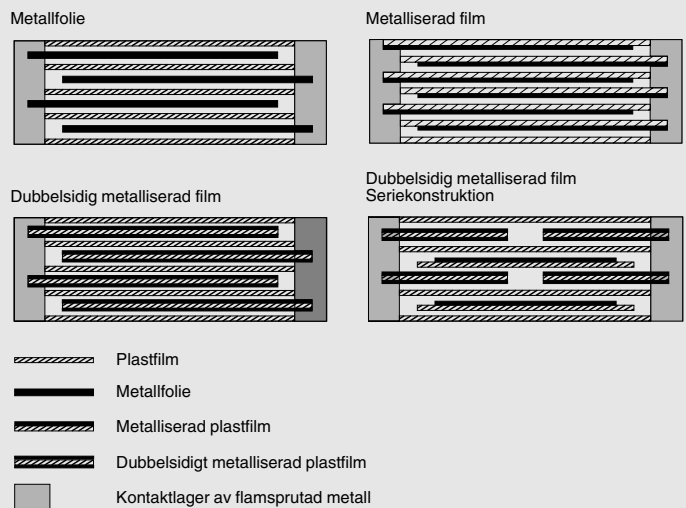 Metallfolie
Metalliserad film
Dubbelsidig metalliserad film
Dubbelsidig metalliserad film
Seriekonstruktion
Plastfilm
Metallfolie
Metalliserad plastfilm
Dubbelsidigt metalliserad plastfilm
Kontaktlager av flamsprutad metall